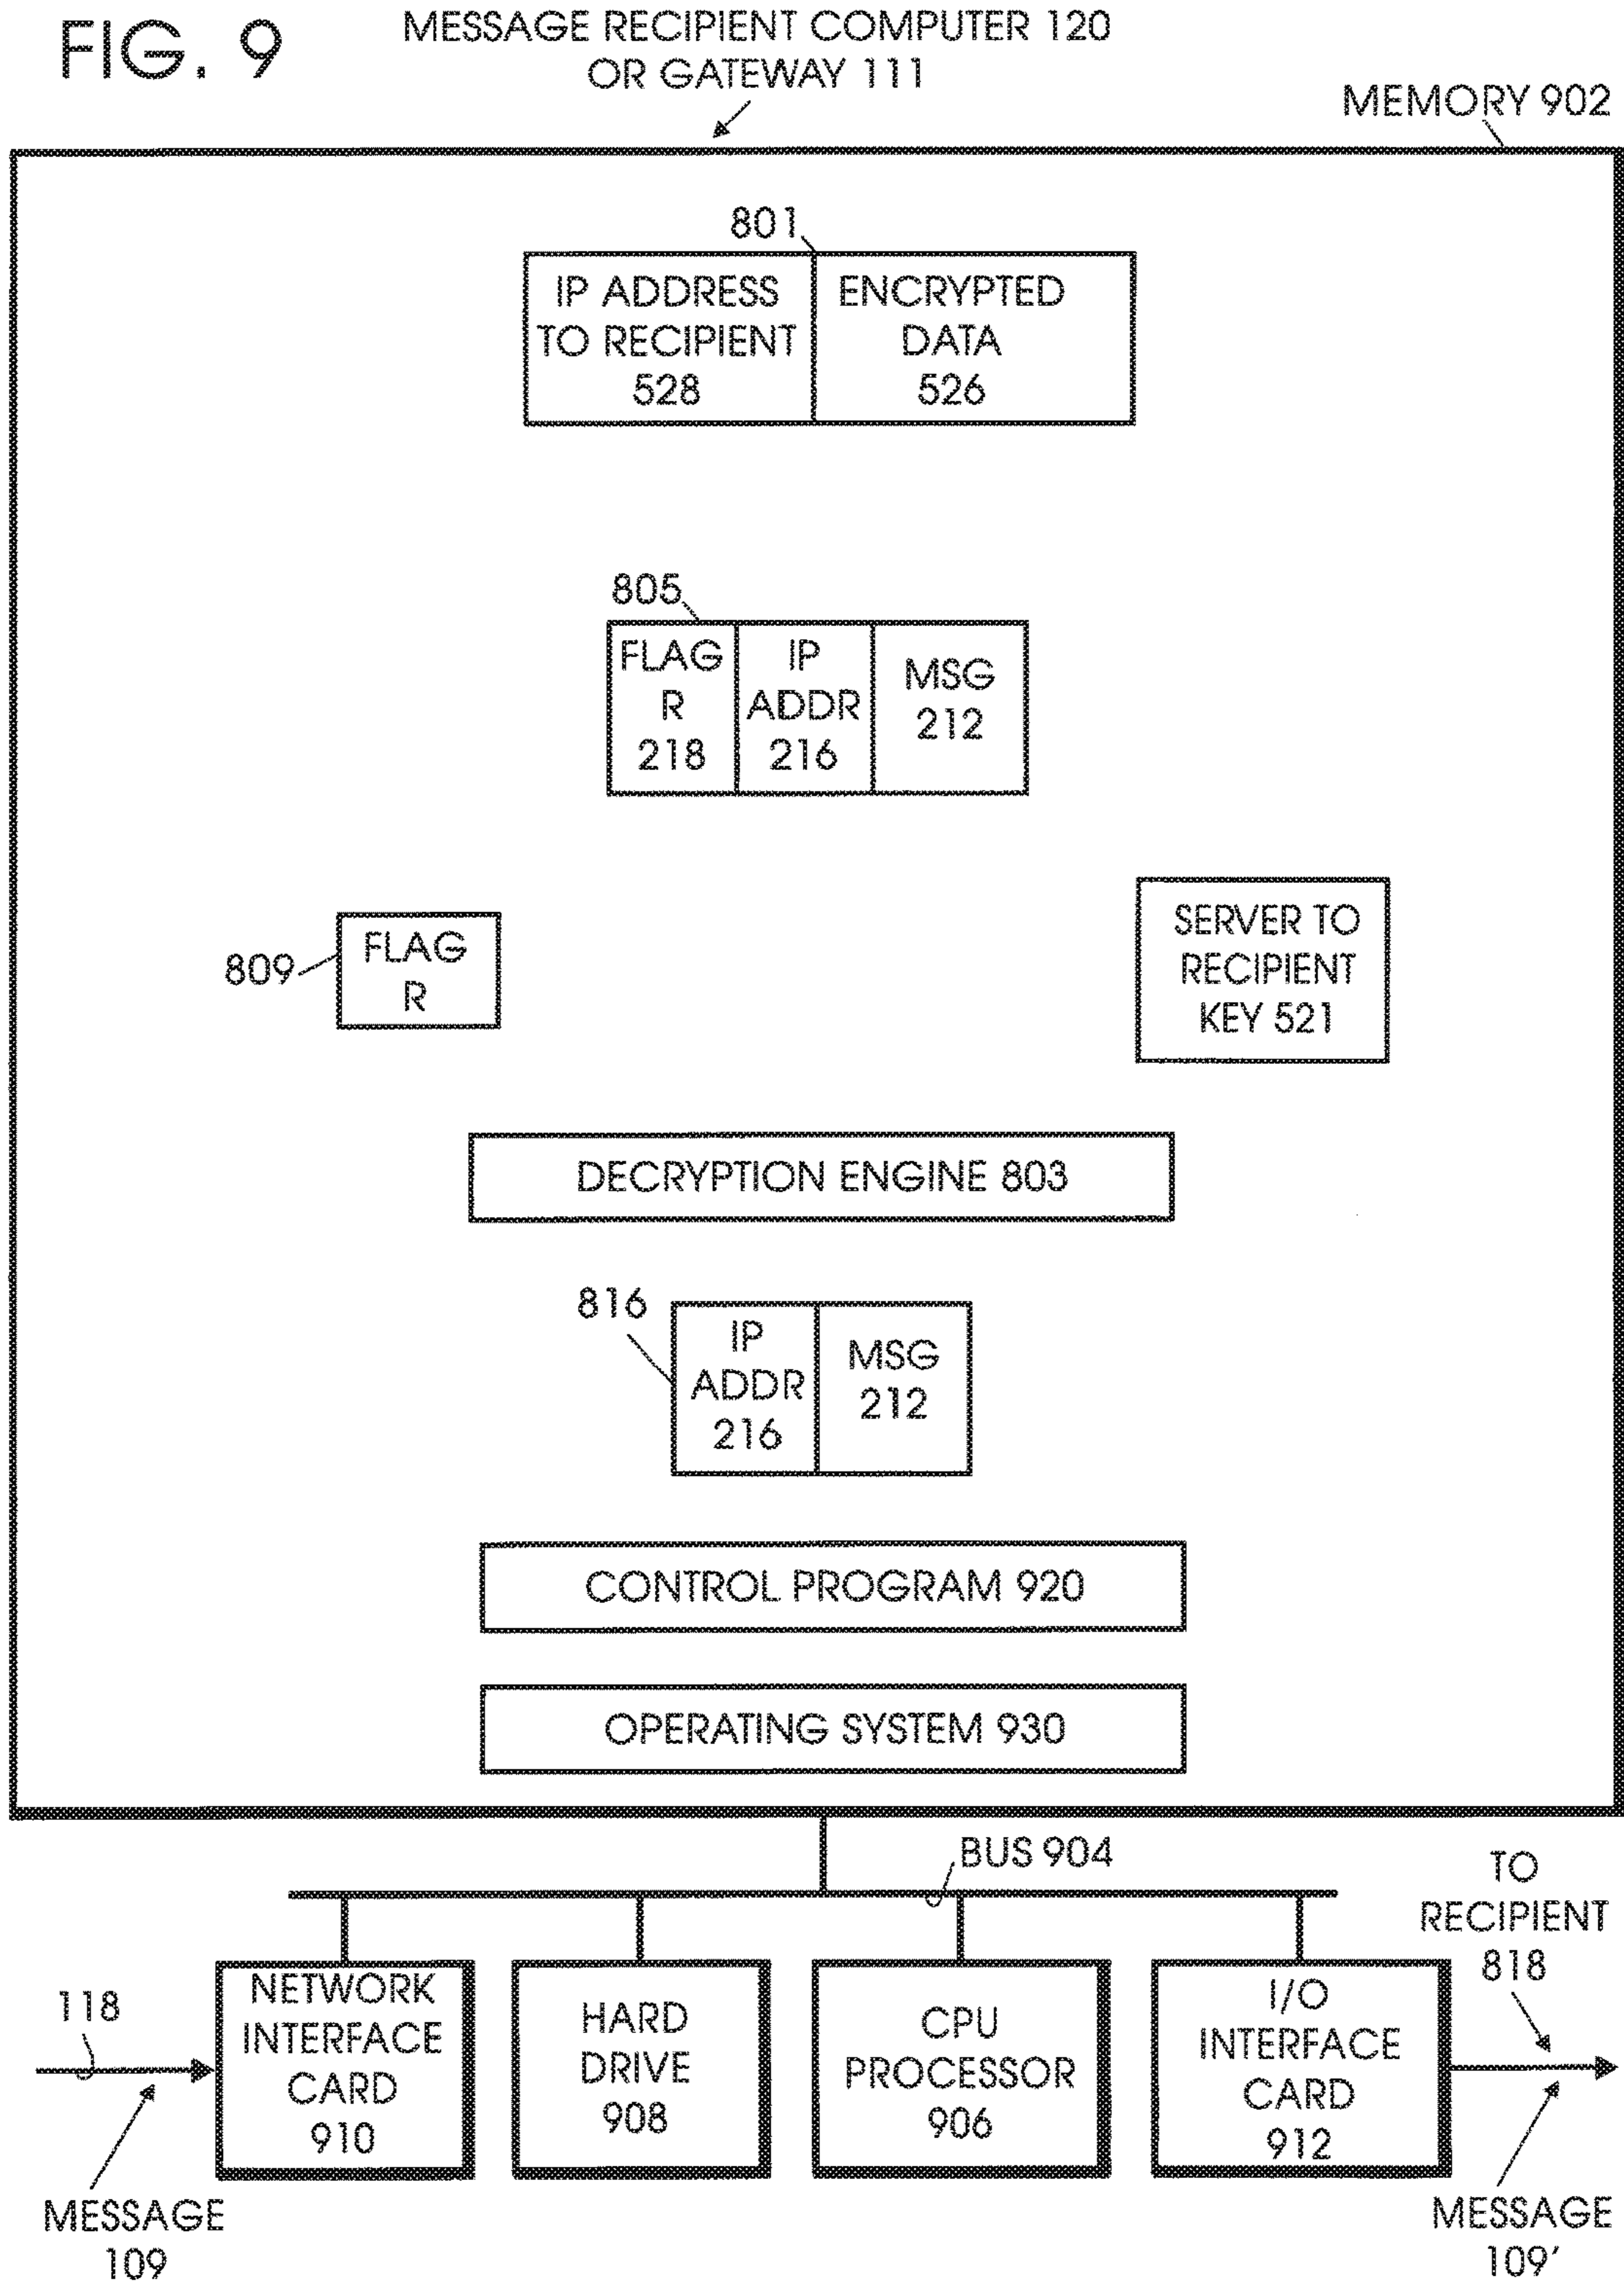 FIG. 9
MESSAGE RECIPIENT COMPUTER 120
OR GATEWAY 111
MEMORY 902
801
IP ADDRESS
TO RECIPIENT
528
ENCRYPTED
DATA
526
805
FLAG
R
218
IP
ADDR
216
MSG
212
809
FLAG
R
SERVER TO
RECIPIENT
KEY 521
DECRYPTION ENGINE 803
816
IP
ADDR
216
MSG
212
CONTROL PROGRAM 920
OPERATING SYSTEM 930
BUS 904
TO
RECIPIENT
818
118
NETWORK
INTERFACE
CARD
910
HARD
DRIVE
908
CPU
PROCESSOR
906
I/O
INTERFACE
CARD
912
MESSAGE
109
MESSAGE
109'